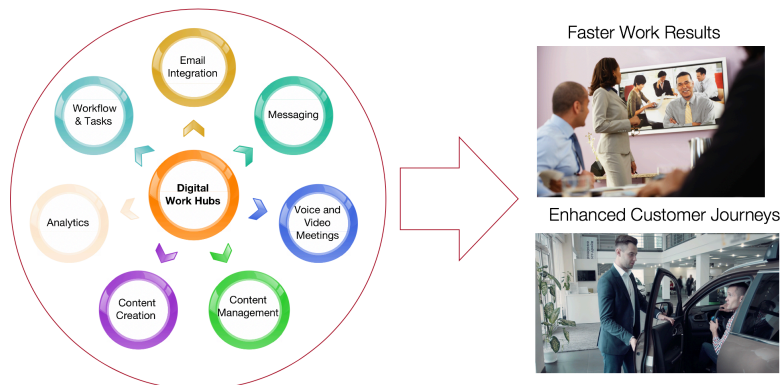 Faster Work Results
Email
Integration
Workflow
& Tasks
Messaging
Digital
Work Hubs
Analytics
Voice and
Video
Meetings
Enhanced Customer Journeys
Content
Creation
Content
Management